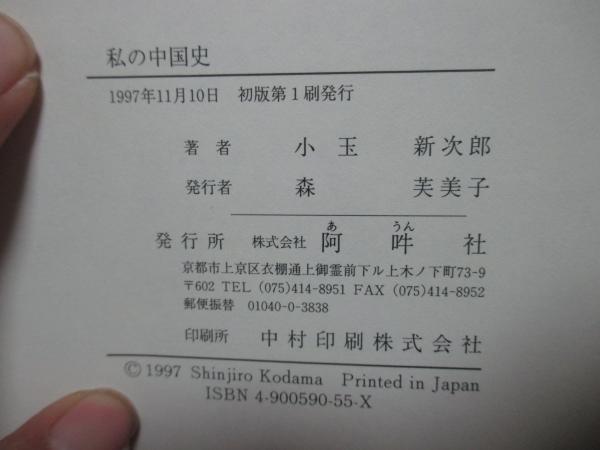 私の中国史
1997年11月10日 初版第1刷発行
著者 小玉 新次郎
発行者 森 芙美子
発行所 株式会社 阿吽社
あ うん
京都市上京区衣棚通上御霊前下ル上木ノ下町73-9
〒602 TEL (075)414-8951 FAX (075)414-8952
郵便振替 01040-0-3838
印刷所 中村印刷株式会社
©1997 Shinjiro Kodama Printed in Japan
ISBN 4-900590-55-X